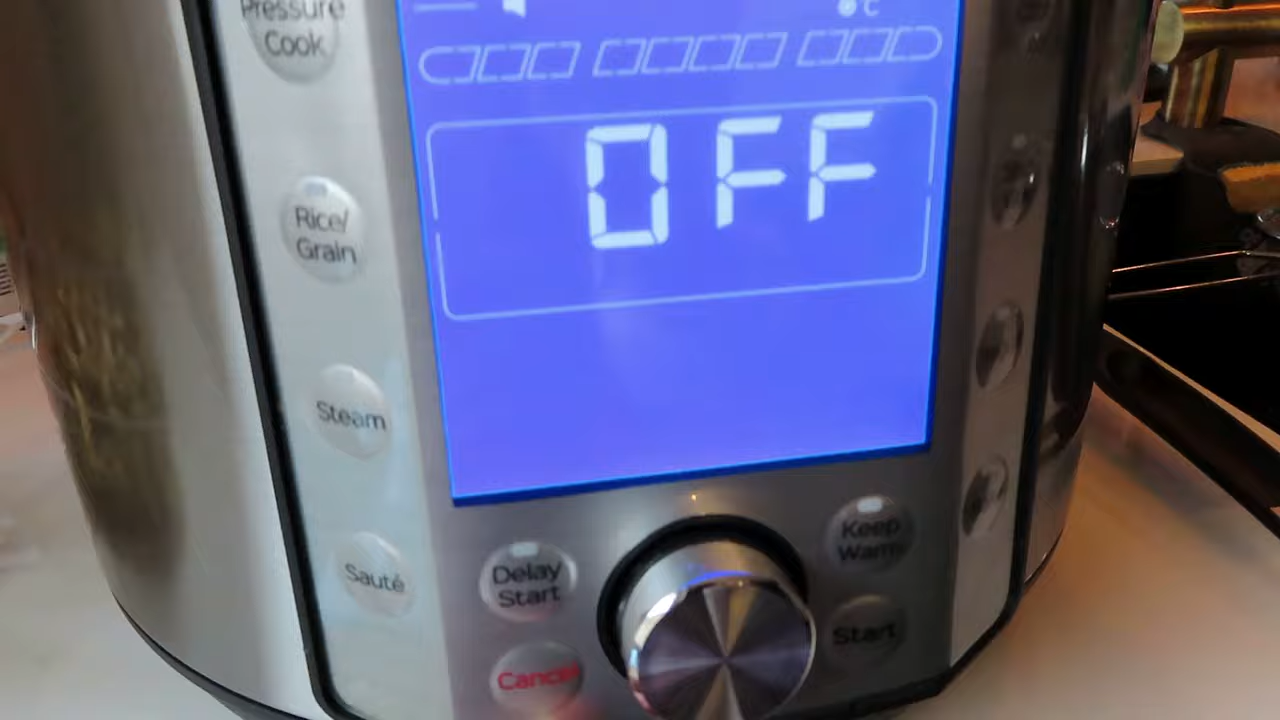 Pressure
Cook
°C
OFF
Rice/
Grain
Steam
Sauté
Delay
Start
Keep
Warm
Start
Cancel